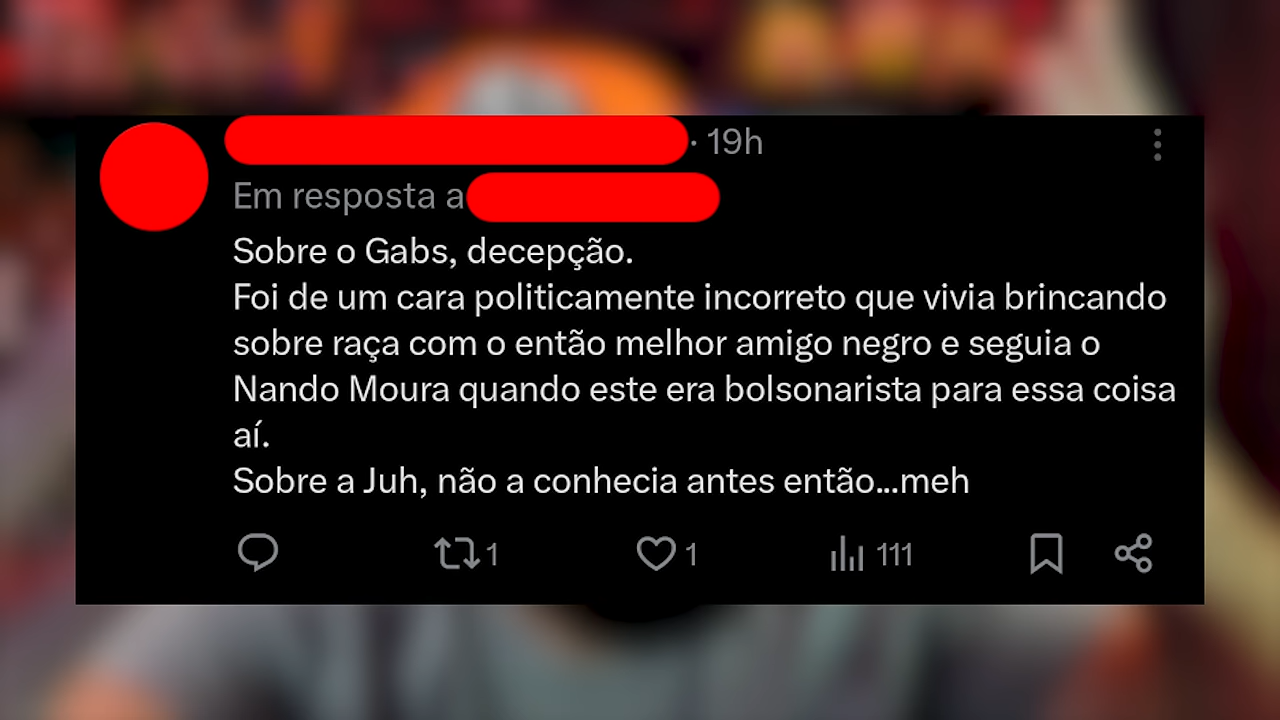 · 19h
Em resposta a
Sobre o Gabs, decepção.
Foi de um cara politicamente incorreto que vivia brincando
sobre raça com o então melhor amigo negro e seguia o
Nando Moura quando este era bolsonarista para essa coisa
aí.
Sobre a Juh, não a conhecia antes então...meh
1 1 111